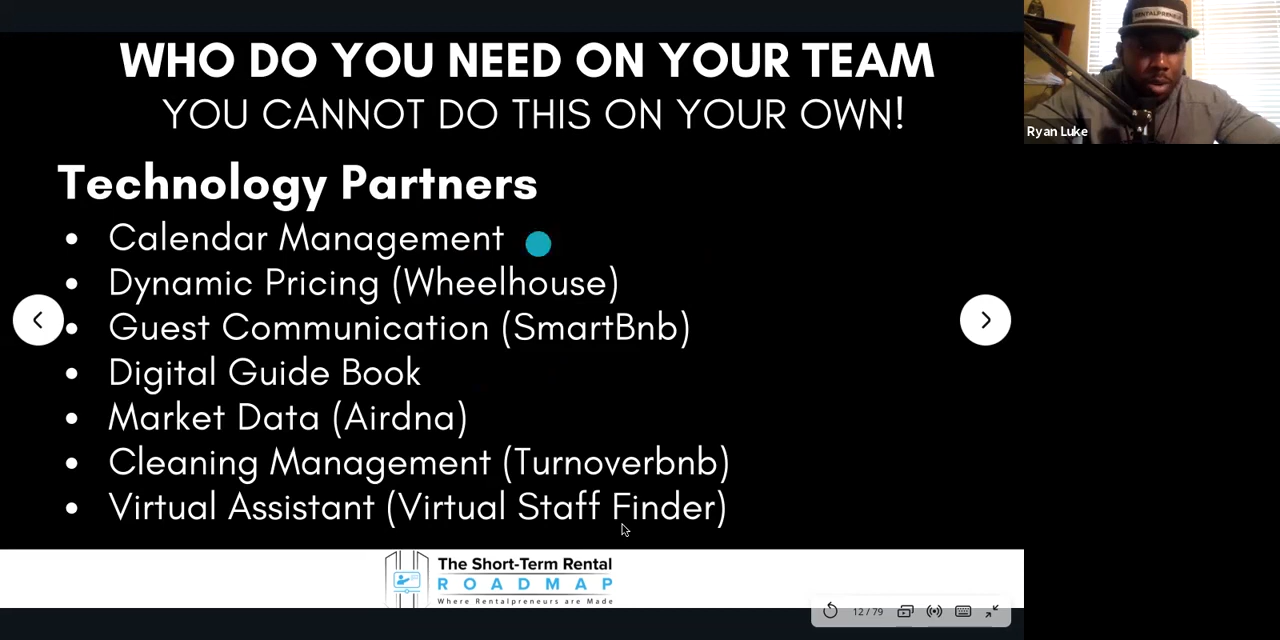 WHO DO YOU NEED ON YOUR TEAM
YOU CANNOT DO THIS ON YOUR OWN!
Technology Partners
• Calendar Management
• Dynamic Pricing (Wheelhouse)
• Guest Communication (SmartBnb)
• Digital Guide Book
• Market Data (Airdna)
• Cleaning Management (Turnoverbnb)
• Virtual Assistant (Virtual Staff Finder)
The Short-Term Rental
ROADMAP
Where Rentalpreneurs are Made
12/79
RENTALPRENEUR
Ryan Luke